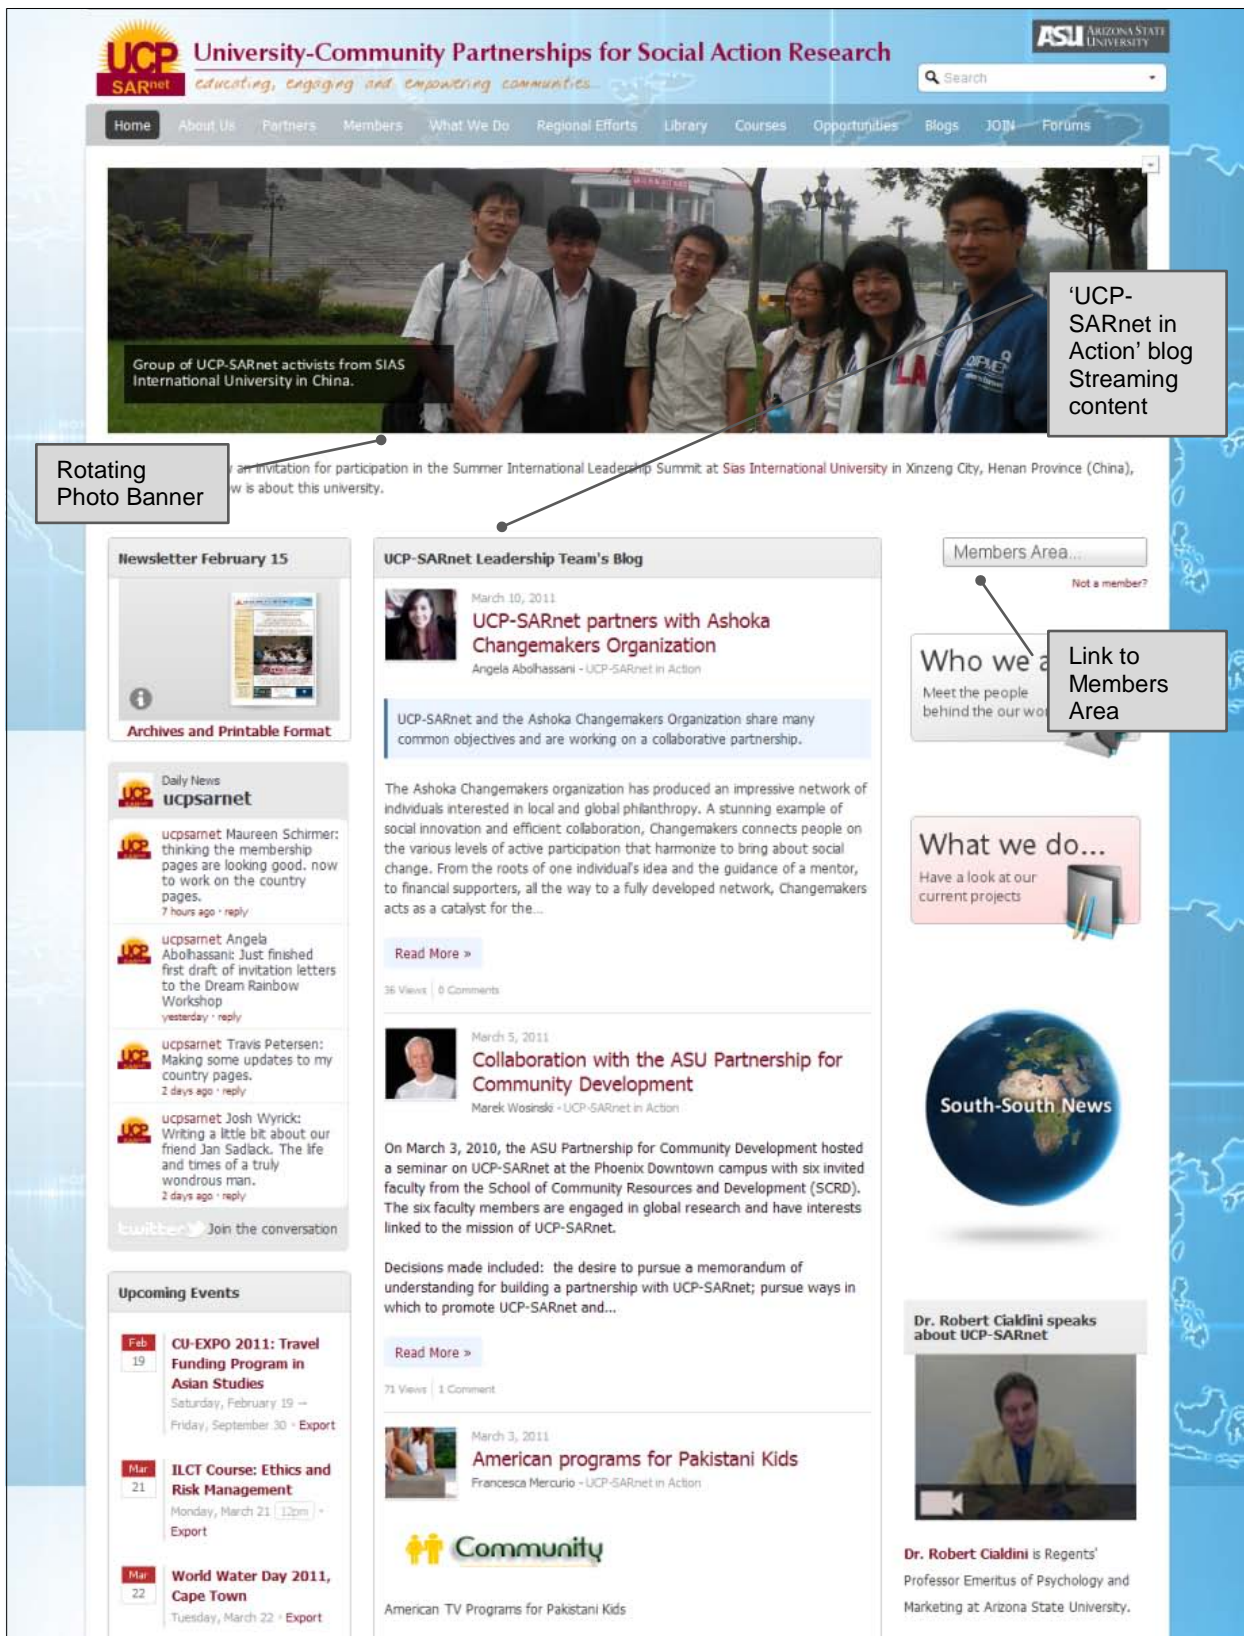 UCP
SARnet
University-Community Partnerships for Social Action Research
educating, engaging and empowering communities...
ASU ARIZONA STATE
UNIVERSITY
Search
Home About Us Partners Members What We Do Regional Efforts Library Courses Opportunities Blogs JOIN Forums
Group of UCP-SARnet activists from SIAS
International University in China.
‘UCP-
SARnet in
Action’ blog
Streaming
content
Rotating
Photo Banner
an invitation for participation in the Summer International Leadership Summit at Sias International University in Xinzeng City, Henan Province (China),
is about this university.
Newsletter February 15
Archives and Printable Format
Daily News
ucpsarnet
ucpsarnet Maureen Schirmer:
thinking the membership
pages are looking good. now
to work on the country
pages.
7 hours ago · reply
ucpsarnet Angela
Abolhassani: Just finished
first draft of invitation letters
to the Dream Rainbow
Workshop
yesterday · reply
ucpsarnet Travis Petersen:
Making some updates to my
country pages.
2 days ago · reply
ucpsarnet Josh Wyrick:
Writing a little bit about our
friend Jan Sadlack. The life
and times of a truly
wondrous man.
2 days ago · reply
twitter Join the conversation
Upcoming Events
Feb
19
CU-EXPO 2011: Travel
Funding Program in
Asian Studies
Saturday, February 19 →
Friday, September 30 · Export
Mar
21
ILCT Course: Ethics and
Risk Management
Monday, March 21 12pm ·
Export
Mar
22
World Water Day 2011,
Cape Town
Tuesday, March 22 · Export
UCP-SARnet Leadership Team's Blog
March 10, 2011
UCP-SARnet partners with Ashoka
Changemakers Organization
Angela Abolhassani - UCP-SARnet in Action
UCP-SARnet and the Ashoka Changemakers Organization share many
common objectives and are working on a collaborative partnership.
The Ashoka Changemakers organization has produced an impressive network of
individuals interested in local and global philanthropy. A stunning example of
social innovation and efficient collaboration, Changemakers connects people on
the various levels of active participation that harmonize to bring about social
change. From the roots of one individual's idea and the guidance of a mentor,
to financial supporters, all the way to a fully developed network, Changemakers
acts as a catalyst for the...
Read More »
36 Views 0 Comments
March 5, 2011
Collaboration with the ASU Partnership for
Community Development
Marek Wosinski - UCP-SARnet in Action
On March 3, 2010, the ASU Partnership for Community Development hosted
a seminar on UCP-SARnet at the Phoenix Downtown campus with six invited
faculty from the School of Community Resources and Development (SCRD).
The six faculty members are engaged in global research and have interests
linked to the mission of UCP-SARnet.
Decisions made included: the desire to pursue a memorandum of
understanding for building a partnership with UCP-SARnet; pursue ways in
which to promote UCP-SARnet and...
Read More »
71 Views 1 Comment
March 3, 2011
American programs for Pakistani Kids
Francesca Mercurio - UCP-SARnet in Action
Community
American TV Programs for Pakistani Kids
Members Area...
Not a member?
Who we a
Meet the people
behind the our wo
Link to
Members
Area
What we do...
Have a look at our
current projects
South-South News
Dr. Robert Cialdini speaks
about UCP-SARnet
Dr. Robert Cialdini is Regents'
Professor Emeritus of Psychology and
Marketing at Arizona State University.